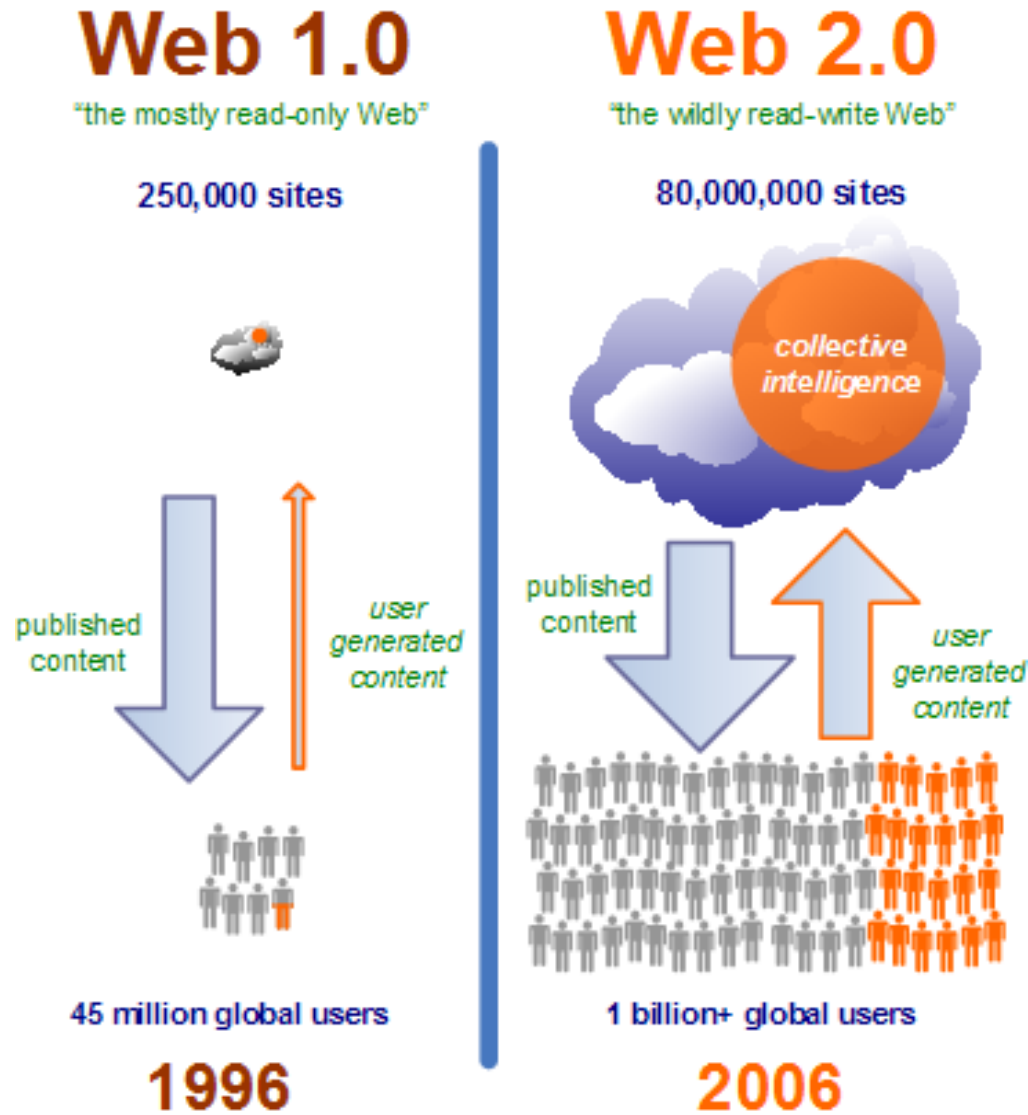 Web 1.0
"the mostly read-only Web"
250,000 sites
published
content
user
generated
content
45 million global users
1996
Web 2.0
"the wildly read-write Web"
80,000,000 sites
collective
intelligence
published
content
user
generated
content
1 billion+ global users
2006